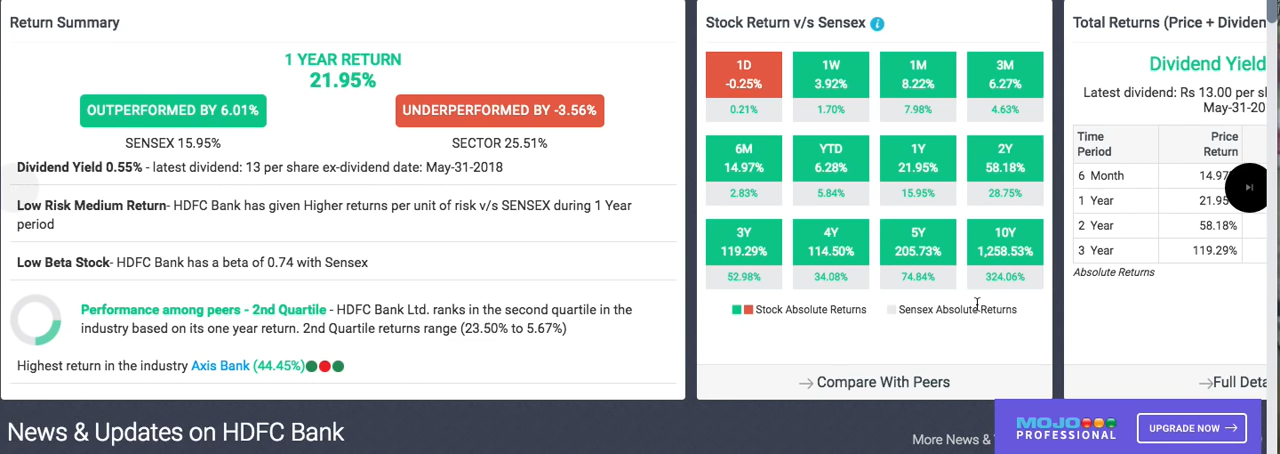 Return Summary
1 YEAR RETURN
21.95%
OUTPERFORMED BY 6.01%
UNDERPERFORMED BY -3.56%
SENSEX 15.95%
SECTOR 25.51%
Dividend Yield 0.55% - latest dividend: 13 per share ex-dividend date: May-31-2018
Low Risk Medium Return- HDFC Bank has given Higher returns per unit of risk v/s SENSEX during 1 Year
period
Low Beta Stock- HDFC Bank has a beta of 0.74 with Sensex
Performance among peers - 2nd Quartile - HDFC Bank Ltd. ranks in the second quartile in the
industry based on its one year return. 2nd Quartile returns range (23.50% to 5.67%)
Highest return in the industry Axis Bank (44.45%)
Stock Return v/s Sensex
1D 1W 1M 3M
-0.25% 3.92% 8.22% 6.27%
0.21% 1.70% 7.98% 4.63%
6M YTD 1Y 2Y
14.97% 6.28% 21.95% 58.18%
2.83% 5.84% 15.95% 28.75%
3Y 4Y 5Y 10Y
119.29% 114.50% 205.73% 1,258.53%
52.98% 34.08% 74.84% 324.06%
Stock Absolute Returns Sensex Absolute Returns
Compare With Peers
Total Returns (Price +
Dividend Yield
Latest dividend: Rs 13.00 per
May-31-20
Time Price
Period Return
6 Month 14.97
1 Year 21.95
2 Year 58.18%
3 Year 119.29%
Absolute Returns
Full
News & Updates on HDFC Bank
More News &
MOJO
PROFESSIONAL
UPGRADE NOW